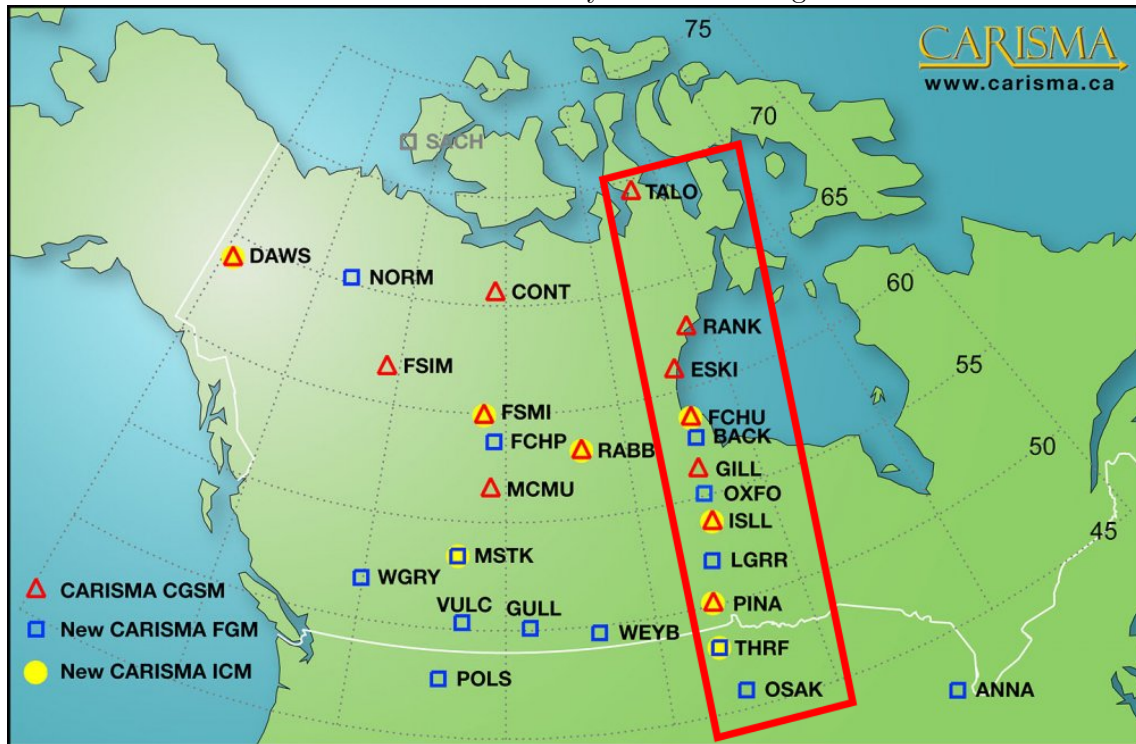 75
CARISMA
www.carisma.ca
70
SACH
TALO
65
DAWS
NORM
CONT
60
RANK
FSIM
ESKI
55
FSMI
FCHU
FCHP
BACK
RABB
50
GILL
MCMU
OXFO
45
ISLL
MSTK
LGRR
WGRY
CARISMA CGSM
PINA
VULC
GULL
New CARISMA FGM
WEYB
THRF
New CARISMA ICM
POLS
OSAK
ANNA